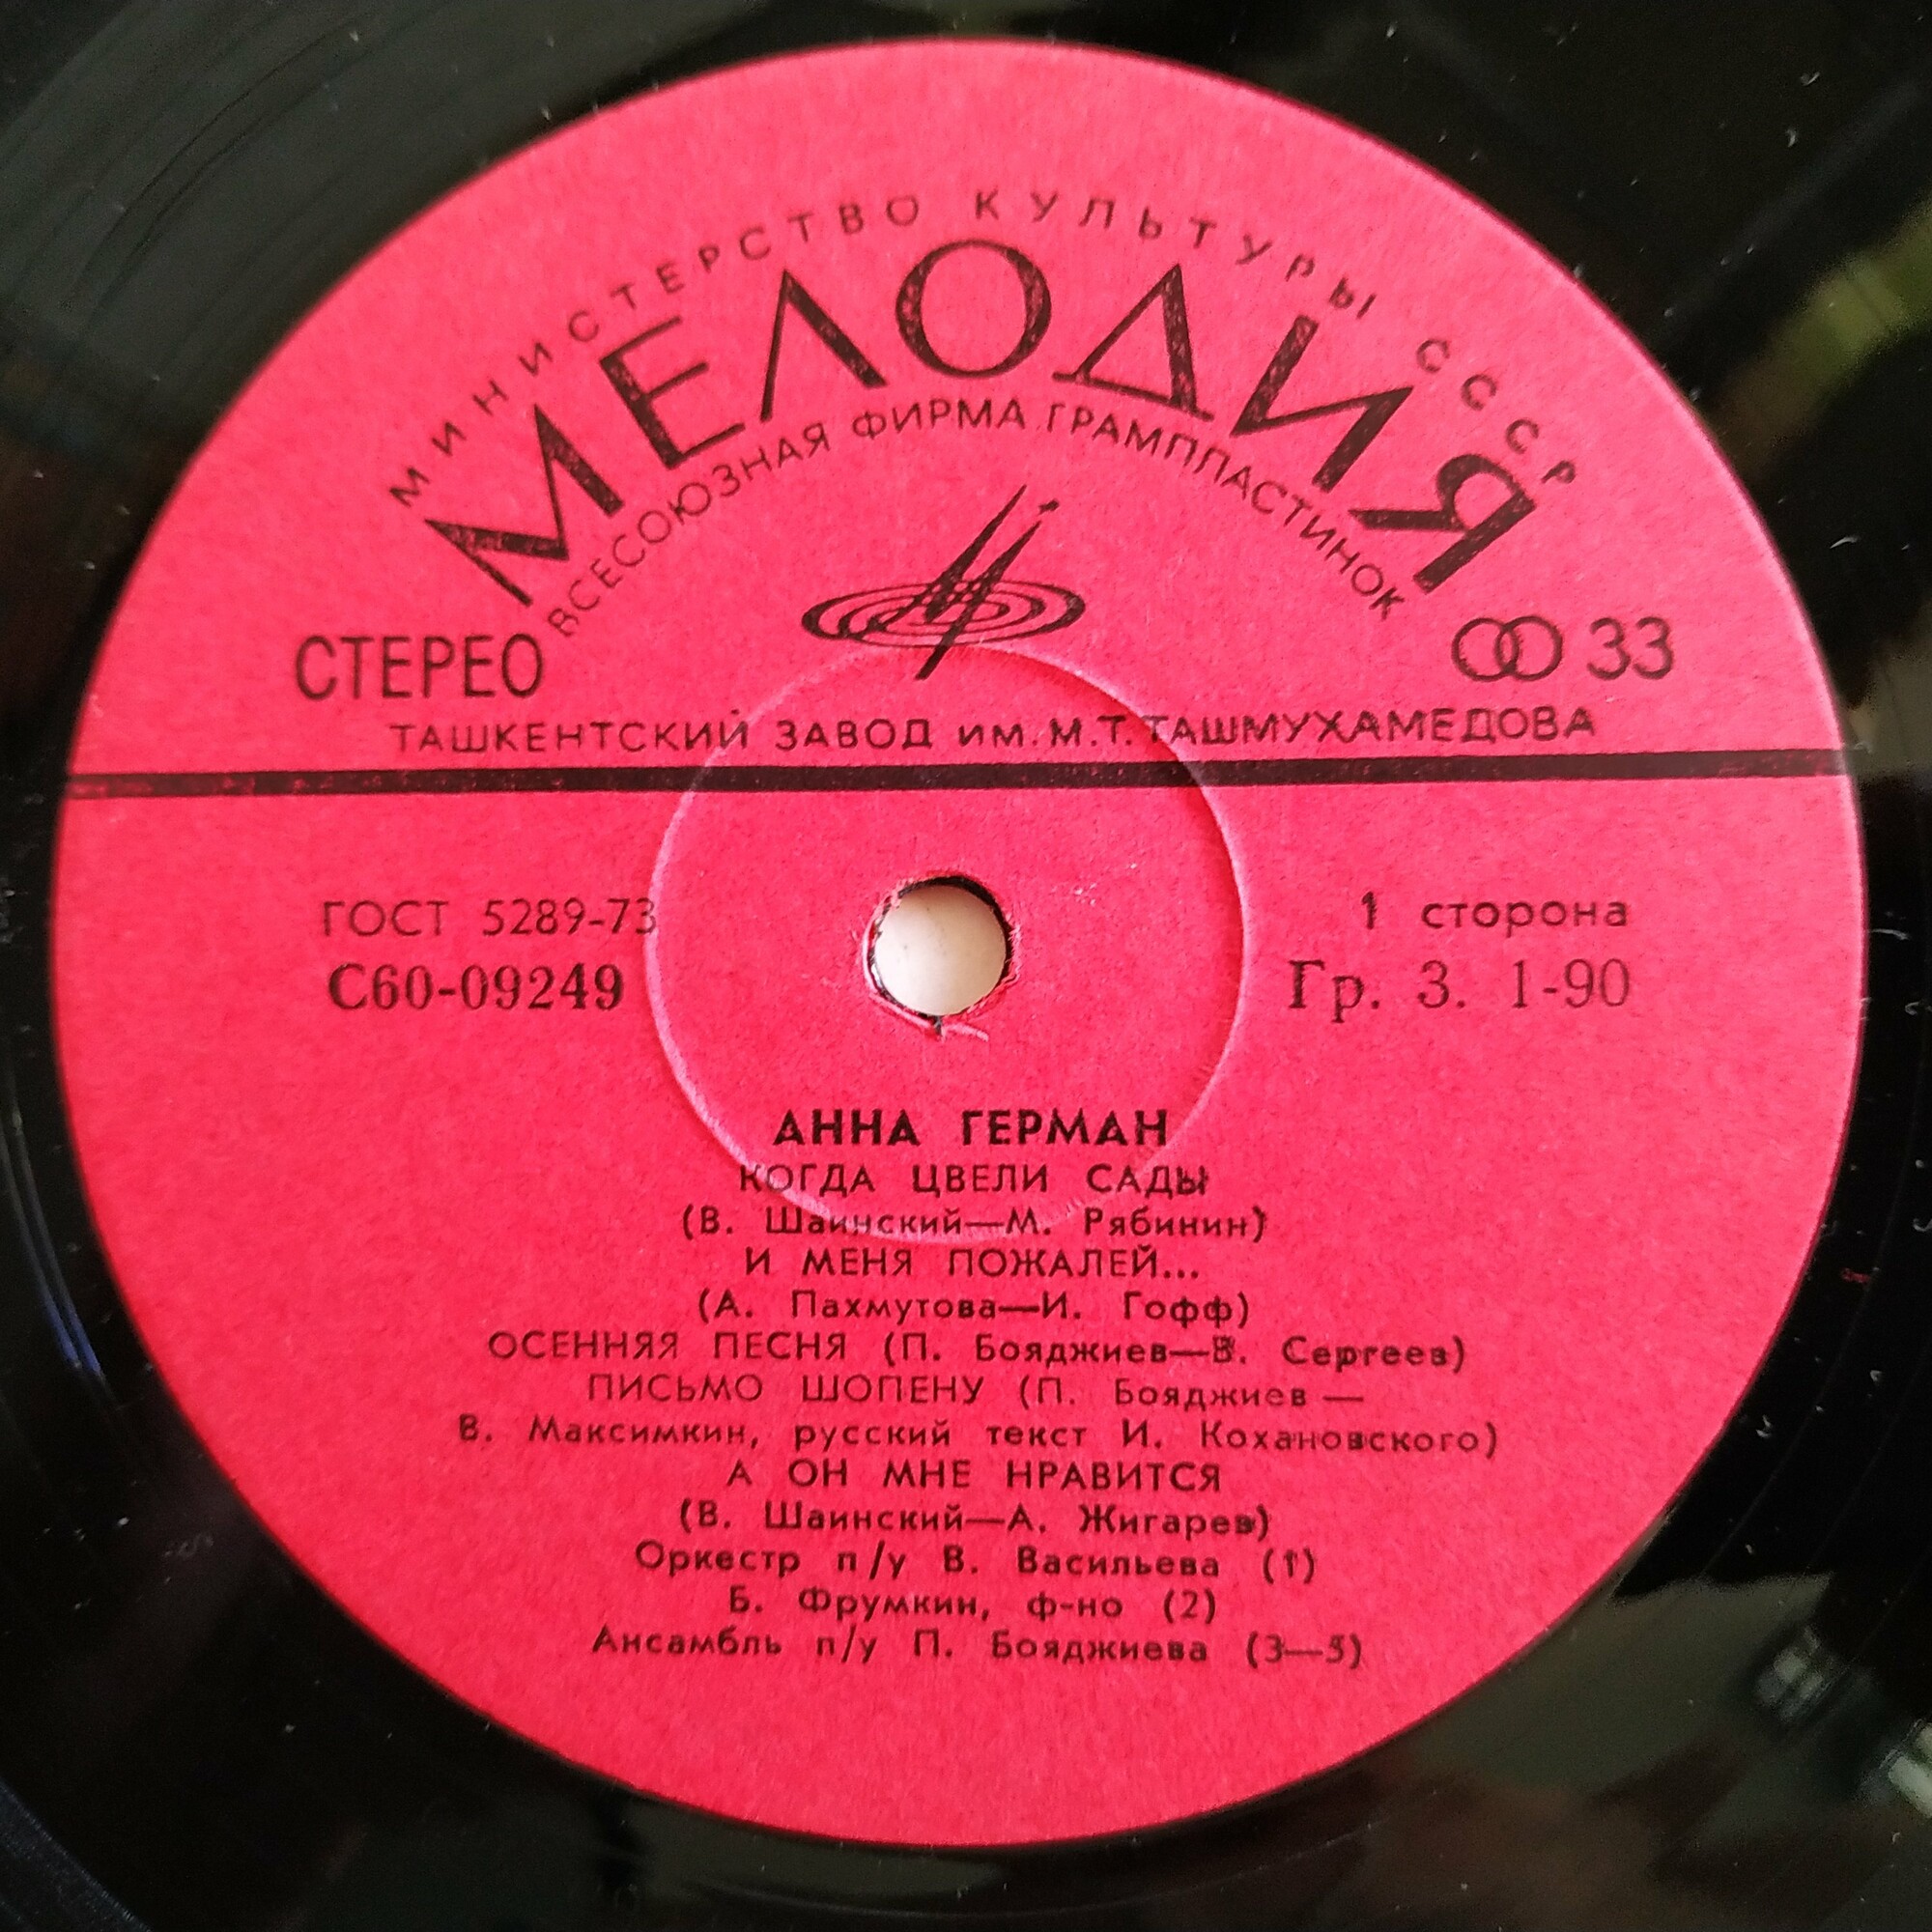 МИНИСТЕРСТВО КУЛЬТУРЫ СССР
МЕЛОДИЯ
ВСЕСОЮЗНАЯ ФИРМА ГРАМПЛАСТИНОК
СТЕРЕО
33
ТАШКЕНТСКИЙ ЗАВОД ИМ. М.Т. ТАШМУХАМЕДОВА
ГОСТ 5289-73
1 сторона
С60-09249
Гр. 3. 1-90
АННА ГЕРМАН
КОГДА ЦВЕЛИ САДЫ
(В. Шаинский—М. Рябинин)
И МЕНЯ ПОЖАЛЕЙ...
(А. Пахмутова—И. Гофф)
ОСЕННЯЯ ПЕСНЯ (П. Бояджиев—В. Сергеев)
ПИСЬМО ШОПЕНУ (П. Бояджиев —
В. Максимкин, русский текст И. Кохановского)
А ОН МНЕ НРАВИТСЯ
(В. Шаинский—А. Жигарев)
Оркестр п/у В. Васильева (1)
Б. Фрумкин, ф-но (2)
Ансамбль п/у П. Бояджиева (3—5)